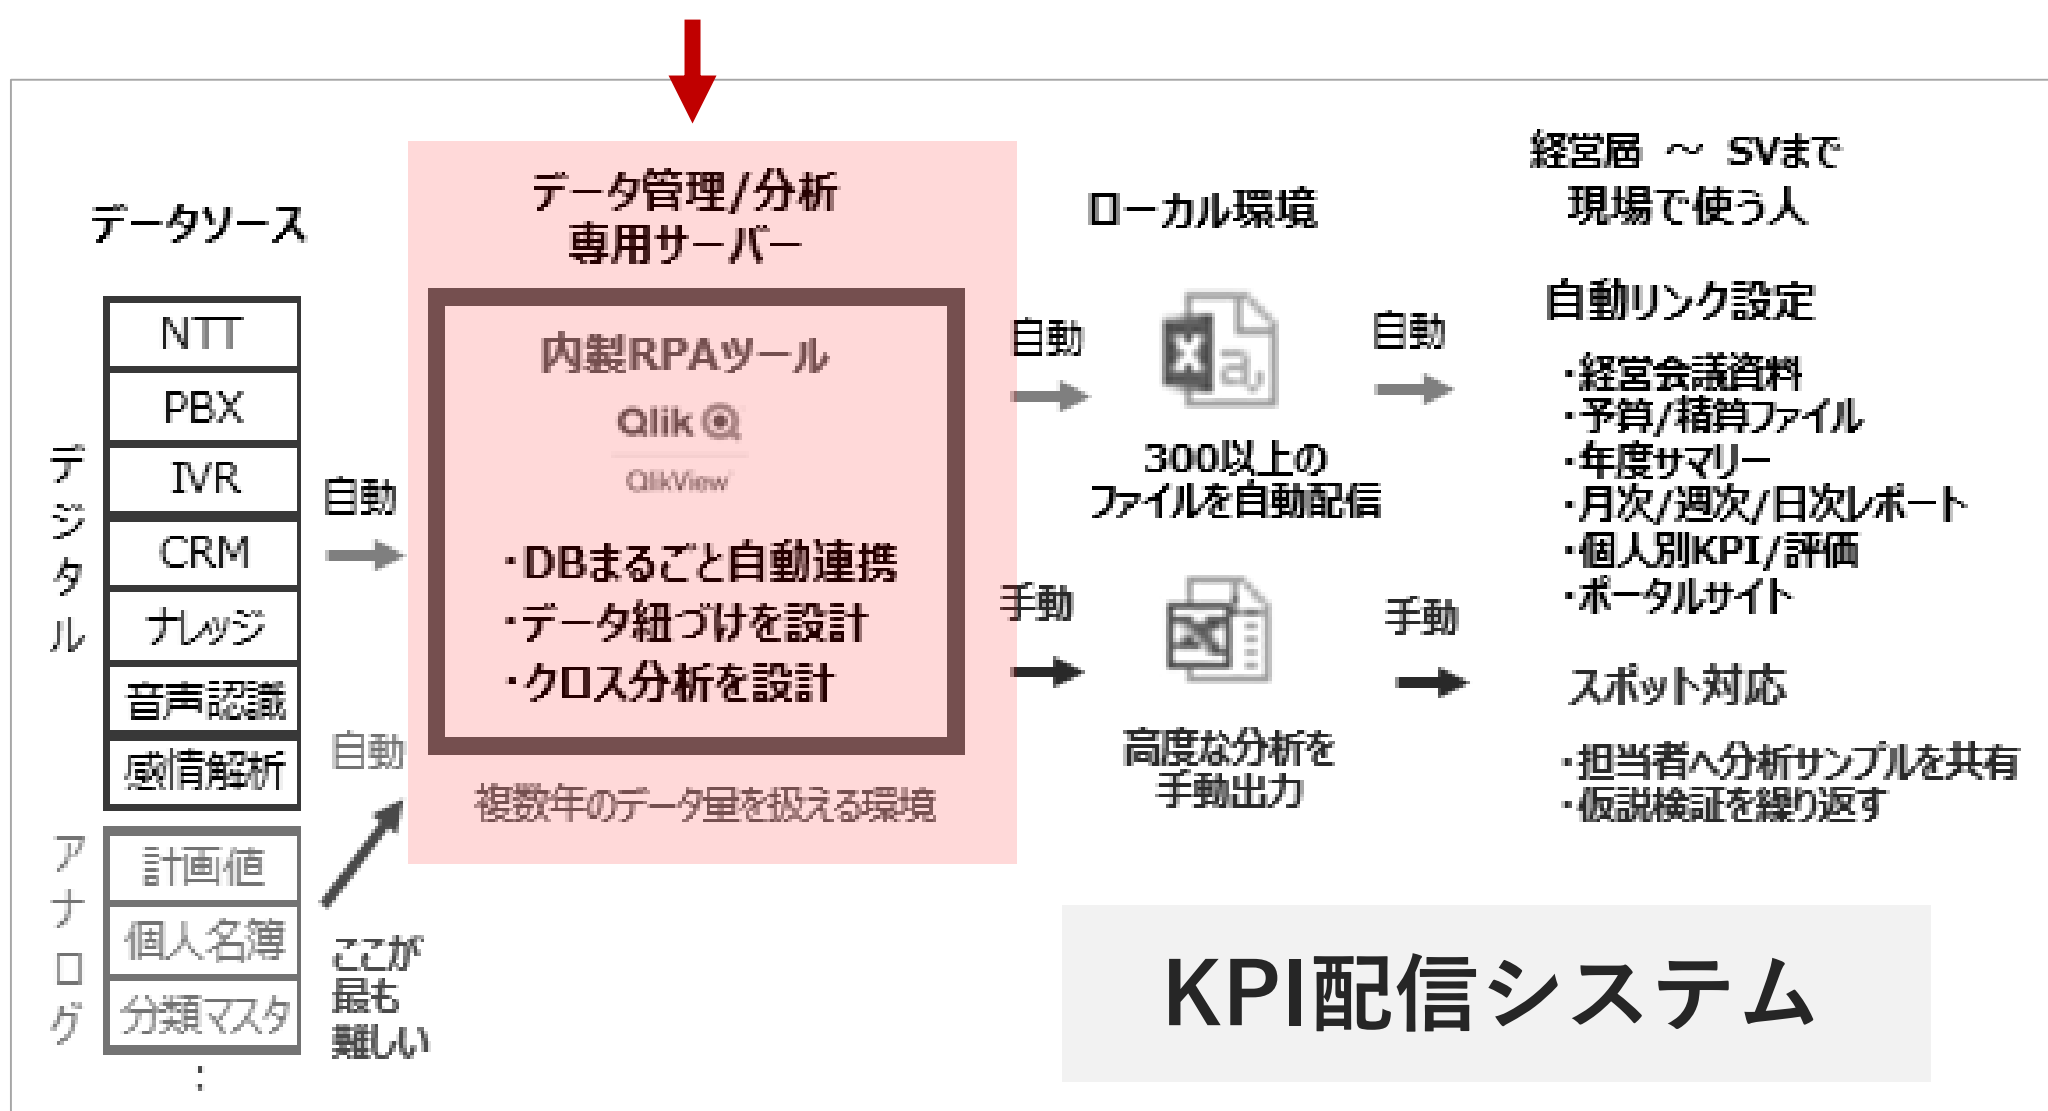 データソース
デジタル
NTT
PBX
IVR
CRM
ナレッジ
音声認識
感情解析
アナログ
計画値
個人名簿
分類マスタ
:
自動
自動
ここが
最も
難しい
データ管理/分析
専用サーバー
内製RPAツール
Qlik
QlikView
・DBまるごと自動連携
・データ紐づけを設計
・クロス分析を設計
複数年のデータ量を扱える環境
自動
手動
ローカル環境
300以上の
ファイルを自動配信
高度な分析を
手動出力
自動
手動
経営層 ～ SVまで
現場で使う人
自動リンク設定
・経営会議資料
・予算/精算ファイル
・年度サマリー
・月次/週次/日次レポート
・個人別KPI/評価
・ポータルサイト
スポット対応
・担当者へ分析サンプルを共有
・仮説検証を繰り返す
KPI配信システム